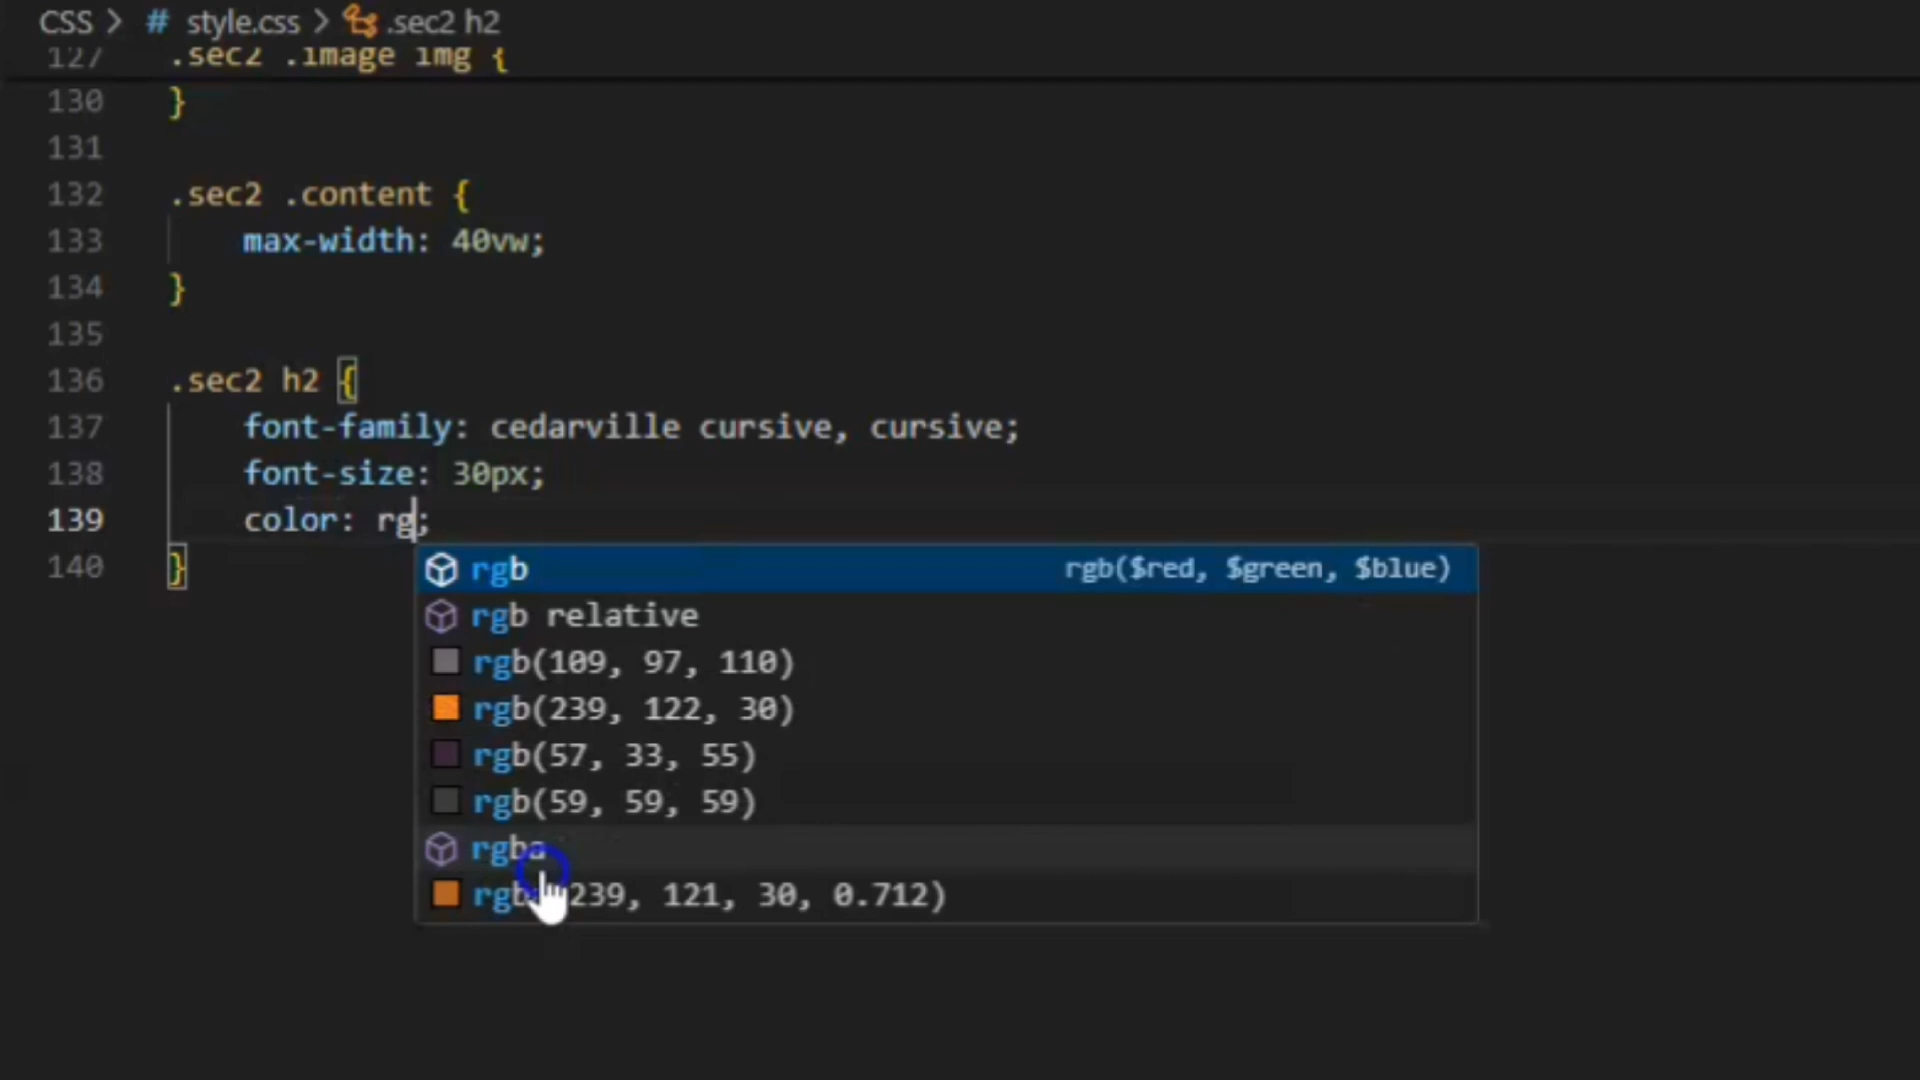 CSS > # style.css > .sec2 h2
127 .sec2 .image img {
130 }
131
132 .sec2 .content {
133 max-width: 40vw;
134 }
135
136 .sec2 h2 {
137 font-family: cedarville cursive, cursive;
138 font-size: 30px;
139 color: rg;
140 }
rgb rgb($red, $green, $blue)
rgb relative
rgb(109, 97, 110)
rgb(239, 122, 30)
rgb(57, 33, 55)
rgb(59, 59, 59)
rgba
rgba(239, 121, 30, 0.712)